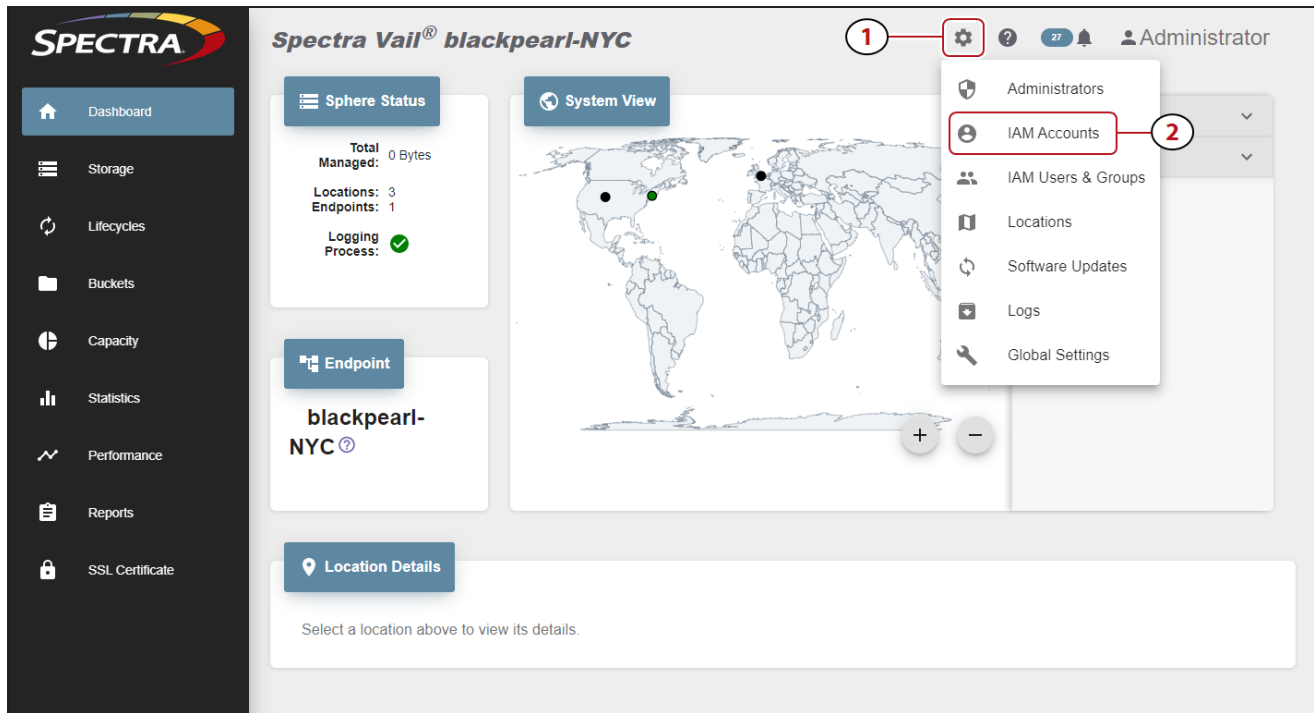 SPECTRA
Spectra Vail® blackpearl-NYC
1
27
Administrator
Dashboard
Storage
Lifecycles
Buckets
Capacity
Statistics
Performance
Reports
SSL Certificate
Sphere Status
Total Managed: 0 Bytes
Locations: 3
Endpoints: 1
Logging Process:
System View
Administrators
IAM Accounts
2
IAM Users & Groups
Locations
Software Updates
Logs
Global Settings
+
−
Endpoint
blackpearl-
NYC
Location Details
Select a location above to view its details.